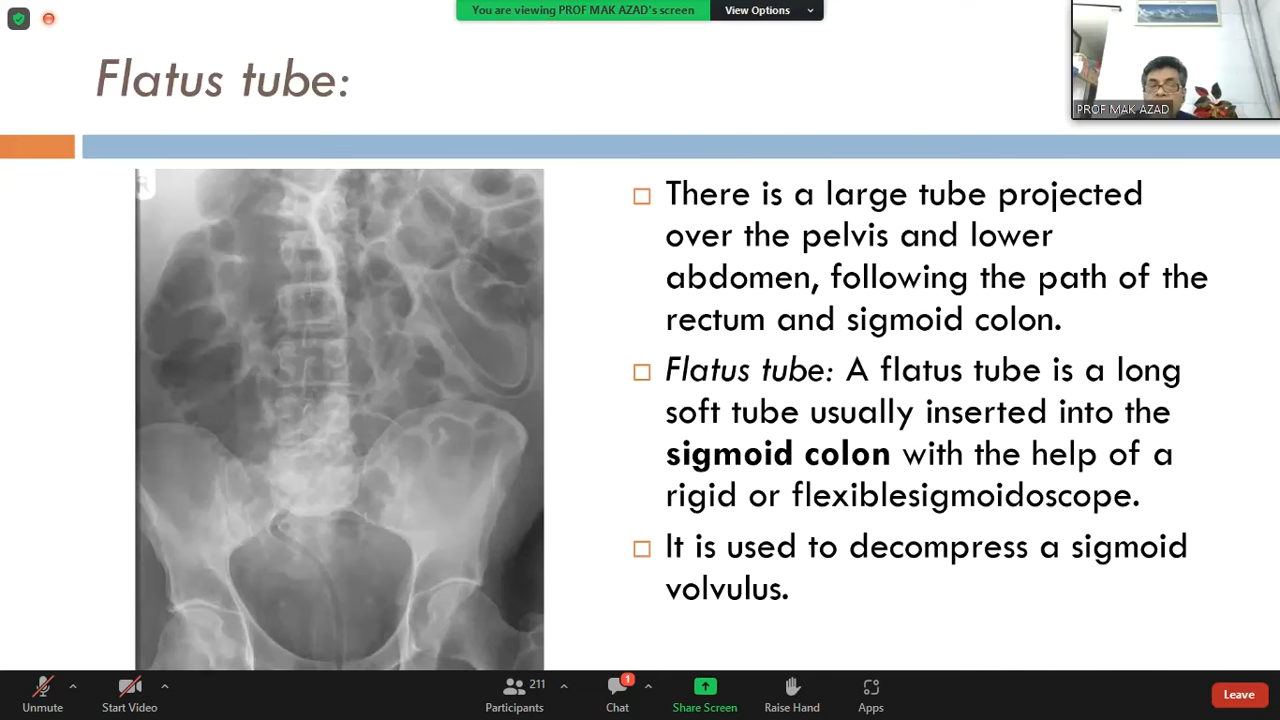 You are viewing PROF MAK AZAD's screen
View Options
PROF MAK AZAD
Flatus tube:
R
There is a large tube projected
over the pelvis and lower
abdomen, following the path of the
rectum and sigmoid colon.
Flatus tube: A flatus tube is a long
soft tube usually inserted into the
sigmoid colon with the help of a
rigid or flexiblesigmoidoscope.
It is used to decompress a sigmoid
volvulus.
Unmute
Start Video
211
Participants
1
Chat
Share Screen
Raise Hand
Apps
Leave